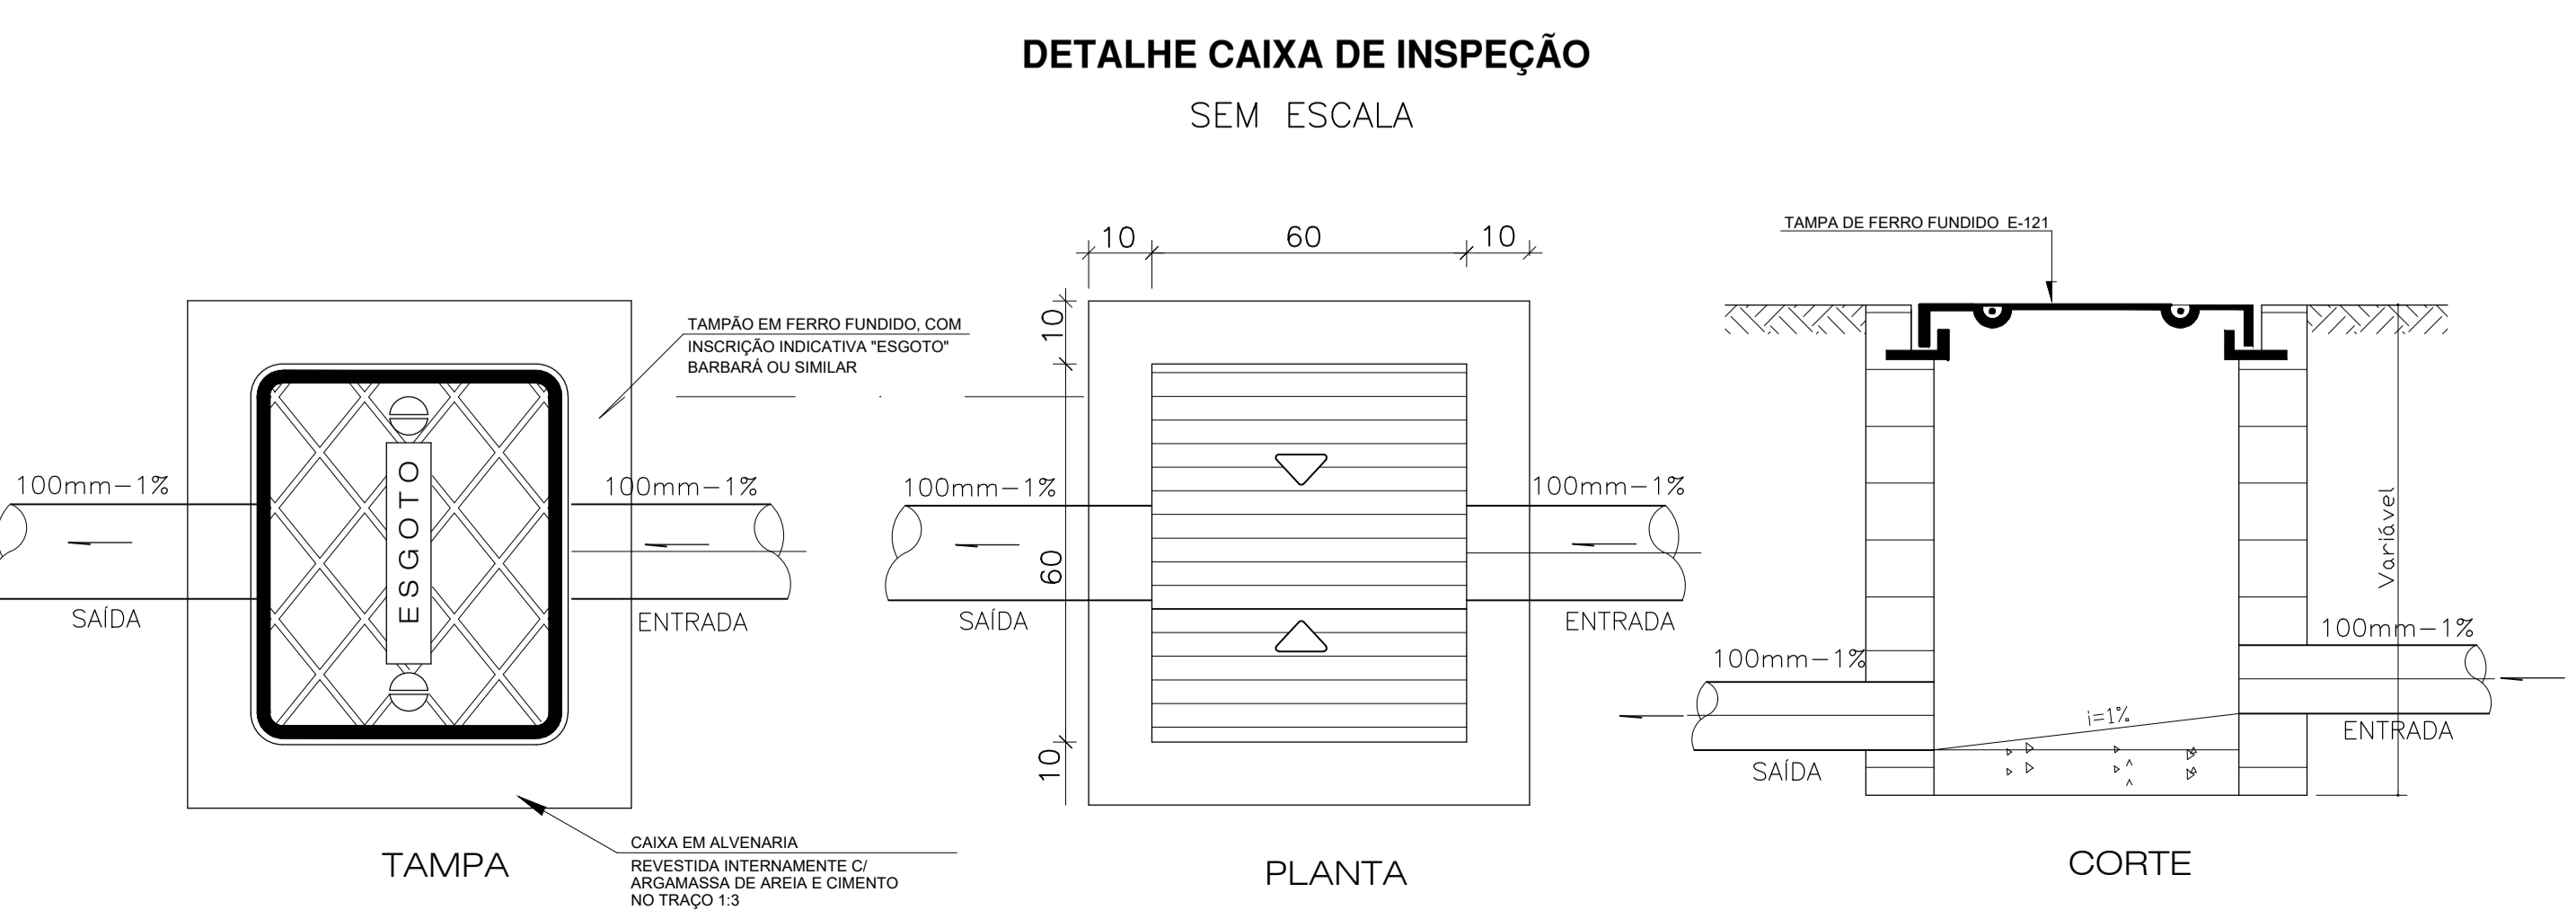 DETALHE CAIXA DE INSPEÇÃO
SEM ESCALA
TAMPÃO EM FERRO FUNDIDO, COM
INSCRIÇÃO INDICATIVA "ESGOTO"
BARBARÁ OU SIMILAR
100mm-1%
100mm-1%
ESGOTO
SAÍDA
ENTRADA
CAIXA EM ALVENARIA
REVESTIDA INTERNAMENTE C/
ARGAMASSA DE AREIA E CIMENTO
NO TRAÇO 1:3
TAMPA
10
60
10
10
60
10
100mm-1%
100mm-1%
SAÍDA
ENTRADA
PLANTA
TAMPA DE FERRO FUNDIDO E-121
Variável
100mm-1%
100mm-1%
i=1%
ENTRADA
SAÍDA
CORTE